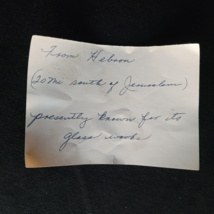 From Hebron
(20 mi south of Jerusalem)
presently known for its
glass works